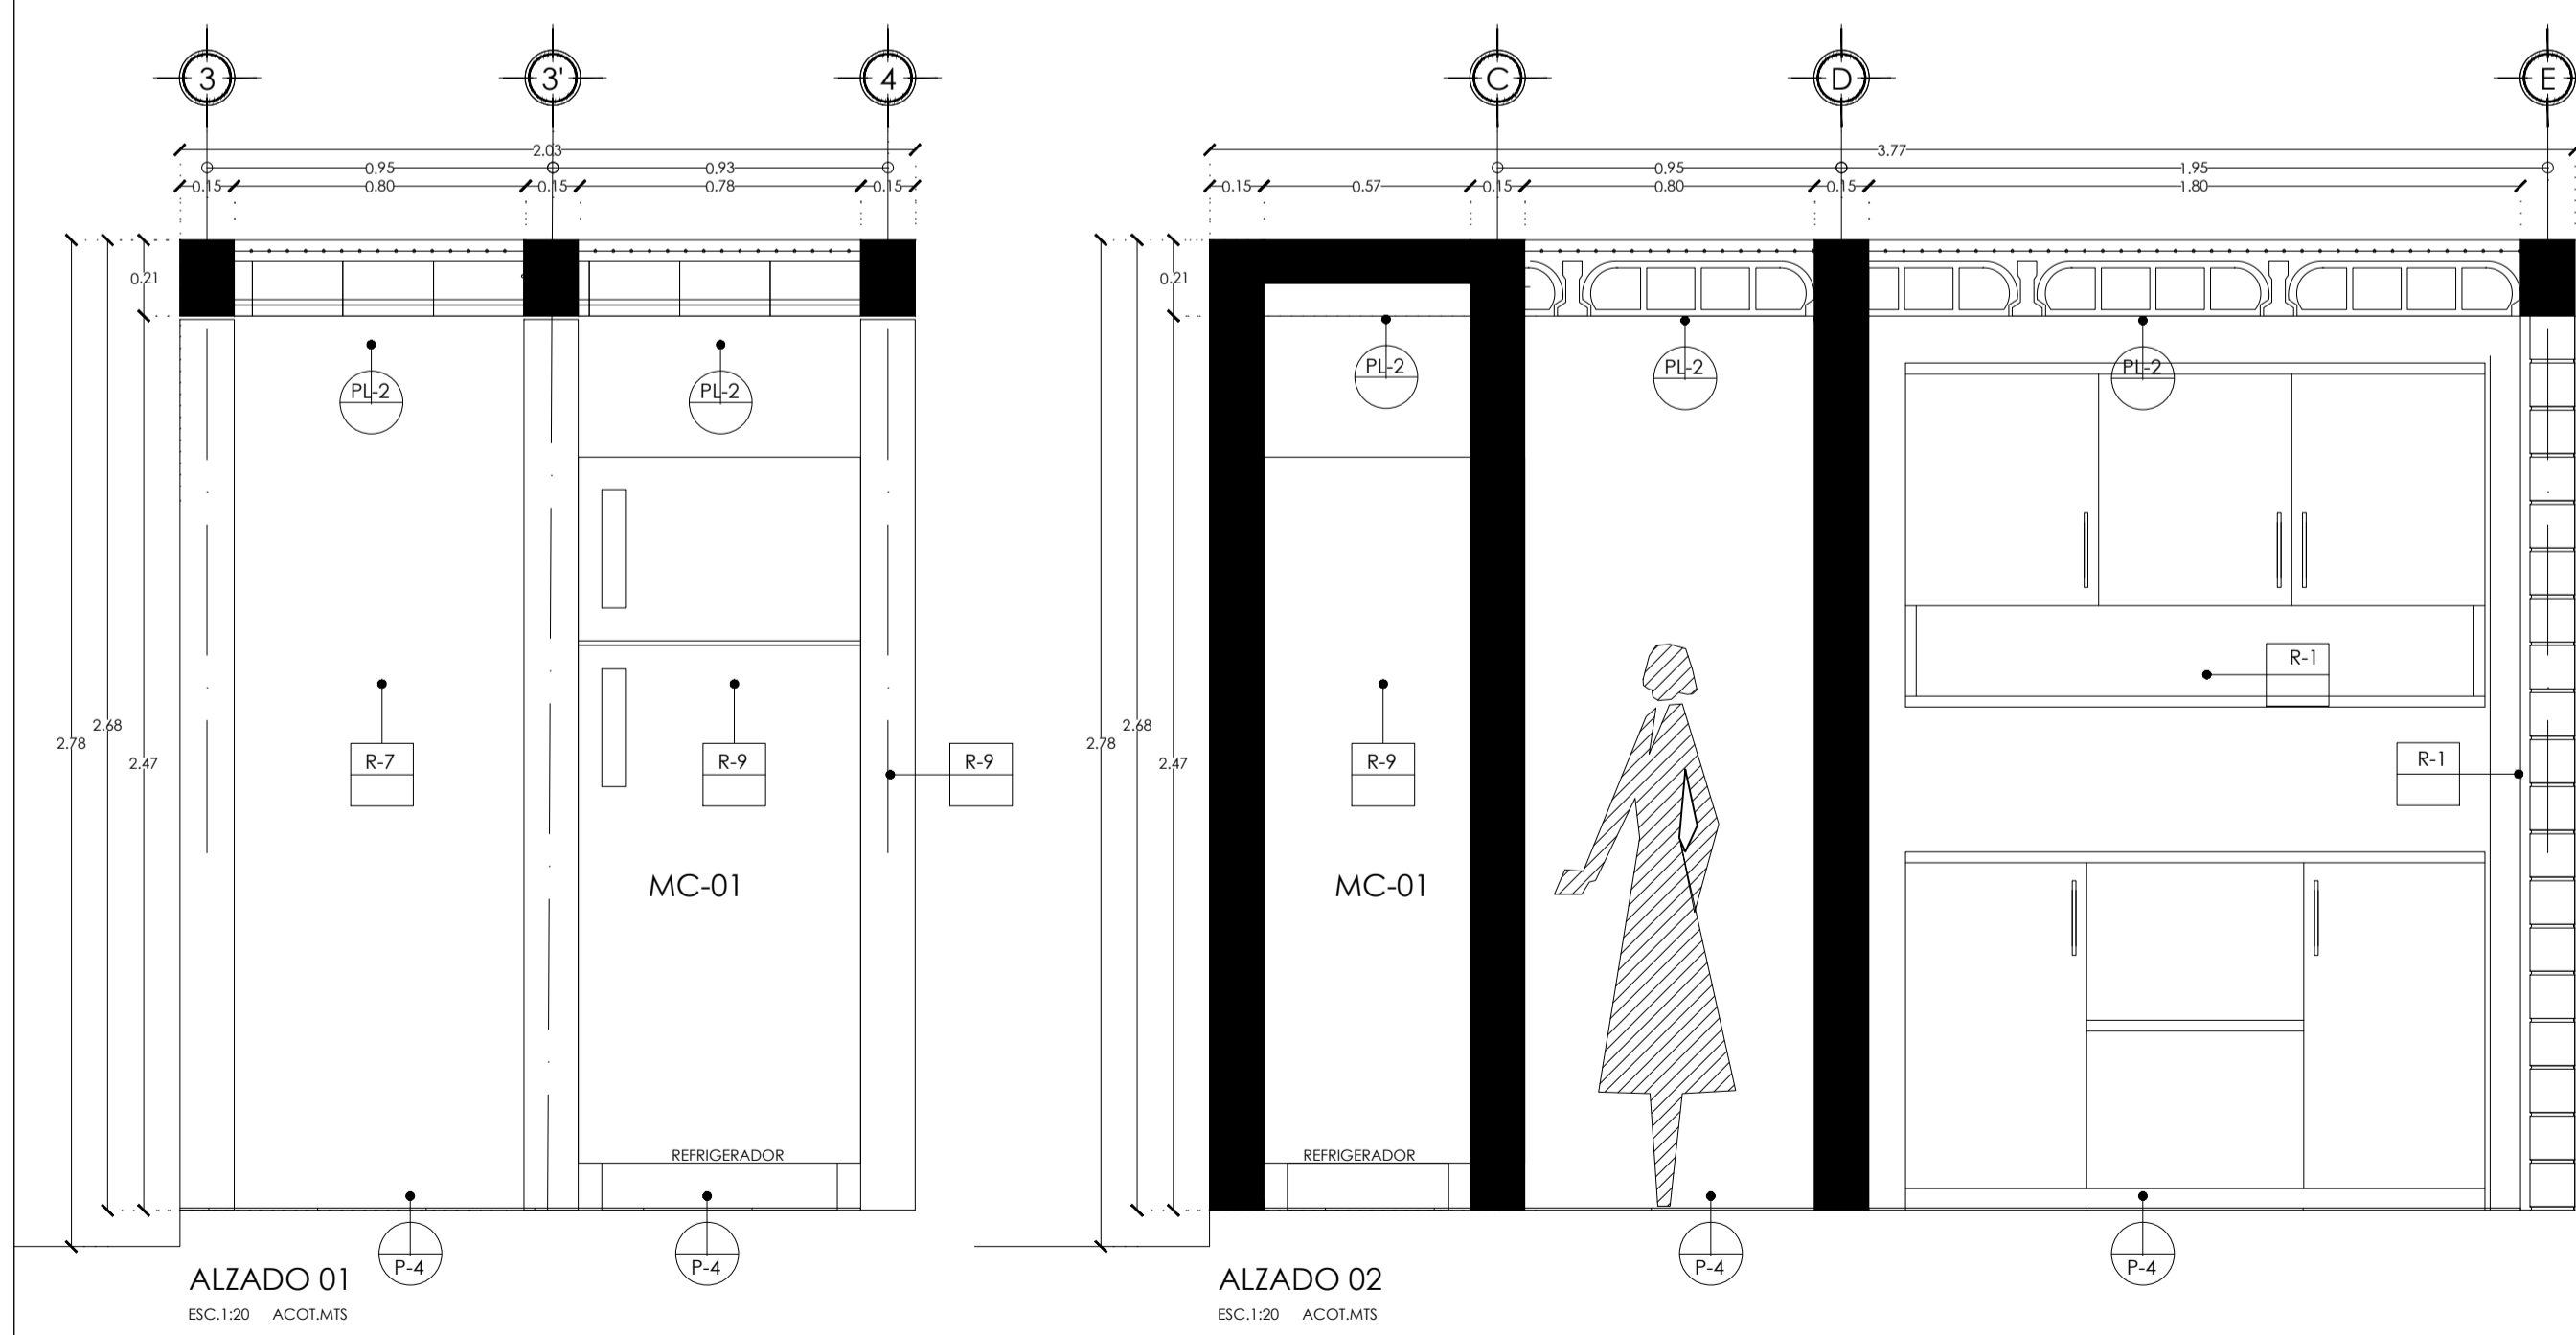 3 3' 4
2.03
0.95 0.93
0.15 0.80 0.15 0.78 0.15
0.21
PL-2 PL-2
2.68
2.78
2.47
R-7 R-9 R-9
MC-01
REFRIGERADOR
P-4 P-4
ALZADO 01
ESC.1:20 ACOT.MTS
C D E
3.77
0.95 1.95
0.15 0.57 0.15 0.80 0.15 1.80
0.21
PL-2 PL-2 PL-2
R-1
2.68
2.78
2.47
R-9 R-1
MC-01
REFRIGERADOR
P-4 P-4
ALZADO 02
ESC.1:20 ACOT.MTS